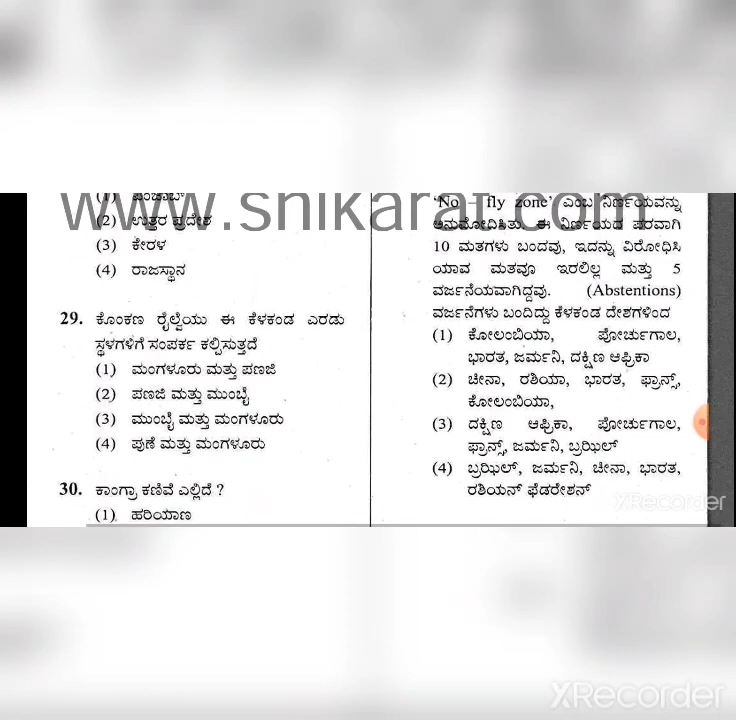 (1) ಪಂಜಾಬ್
(2) ಉತ್ತರ ಪ್ರದೇಶ
(3) ಕೇರಳ
(4) ರಾಜಸ್ಥಾನ
29. ಕೊಂಕಣ ರೈಲ್ವೆಯು ಈ ಕೆಳಕಂಡ ಎರಡು
ಸ್ಥಳಗಳಿಗೆ ಸಂಪರ್ಕ ಕಲ್ಪಿಸುತ್ತದೆ
(1) ಮಂಗಳೂರು ಮತ್ತು ಪಣಜಿ
(2) ಪಣಜಿ ಮತ್ತು ಮುಂಬೈ
(3) ಮುಂಬೈ ಮತ್ತು ಮಂಗಳೂರು
(4) ಪುಣೆ ಮತ್ತು ಮಂಗಳೂರು
30. ಕಾಂಗ್ರಾ ಕಣಿವೆ ಎಲ್ಲಿದೆ ?
(1) ಹರಿಯಾಣ
'No – fly zone' ಎಂಬ ನಿರ್ಣಯವನ್ನು
ಅನುಮೋದಿಸಿತು. ಈ ನಿರ್ಣಯದ ಪರವಾಗಿ
10 ಮತಗಳು ಬಂದವು, ಇದನ್ನು ವಿರೋಧಿಸಿ
ಯಾವ ಮತವೂ ಇರಲಿಲ್ಲ ಮತ್ತು 5
ವರ್ಜನೆಯವಾಗಿದ್ದವು. (Abstentions)
ವರ್ಜನೆಗಳು ಬಂದಿದ್ದು ಕೆಳಕಂಡ ದೇಶಗಳಿಂದ
(1) ಕೋಲಂಬಿಯಾ, ಪೋರ್ಚುಗಾಲ,
ಭಾರತ, ಜರ್ಮನಿ, ದಕ್ಷಿಣ ಆಫ್ರಿಕಾ
(2) ಚೀನಾ, ರಶಿಯಾ, ಭಾರತ, ಫ್ರಾನ್ಸ್,
ಕೋಲಂಬಿಯಾ,
(3) ದಕ್ಷಿಣ ಆಫ್ರಿಕಾ, ಪೋರ್ಚುಗಾಲ,
ಫ್ರಾನ್ಸ್, ಜರ್ಮನಿ, ಬ್ರಝಿಲ್
(4) ಬ್ರಝಿಲ್, ಜರ್ಮನಿ, ಚೀನಾ, ಭಾರತ,
ರಶಿಯನ್ ಫೆಡರೇಶನ್
www.snikarat.com
XRecorder
XRecorder